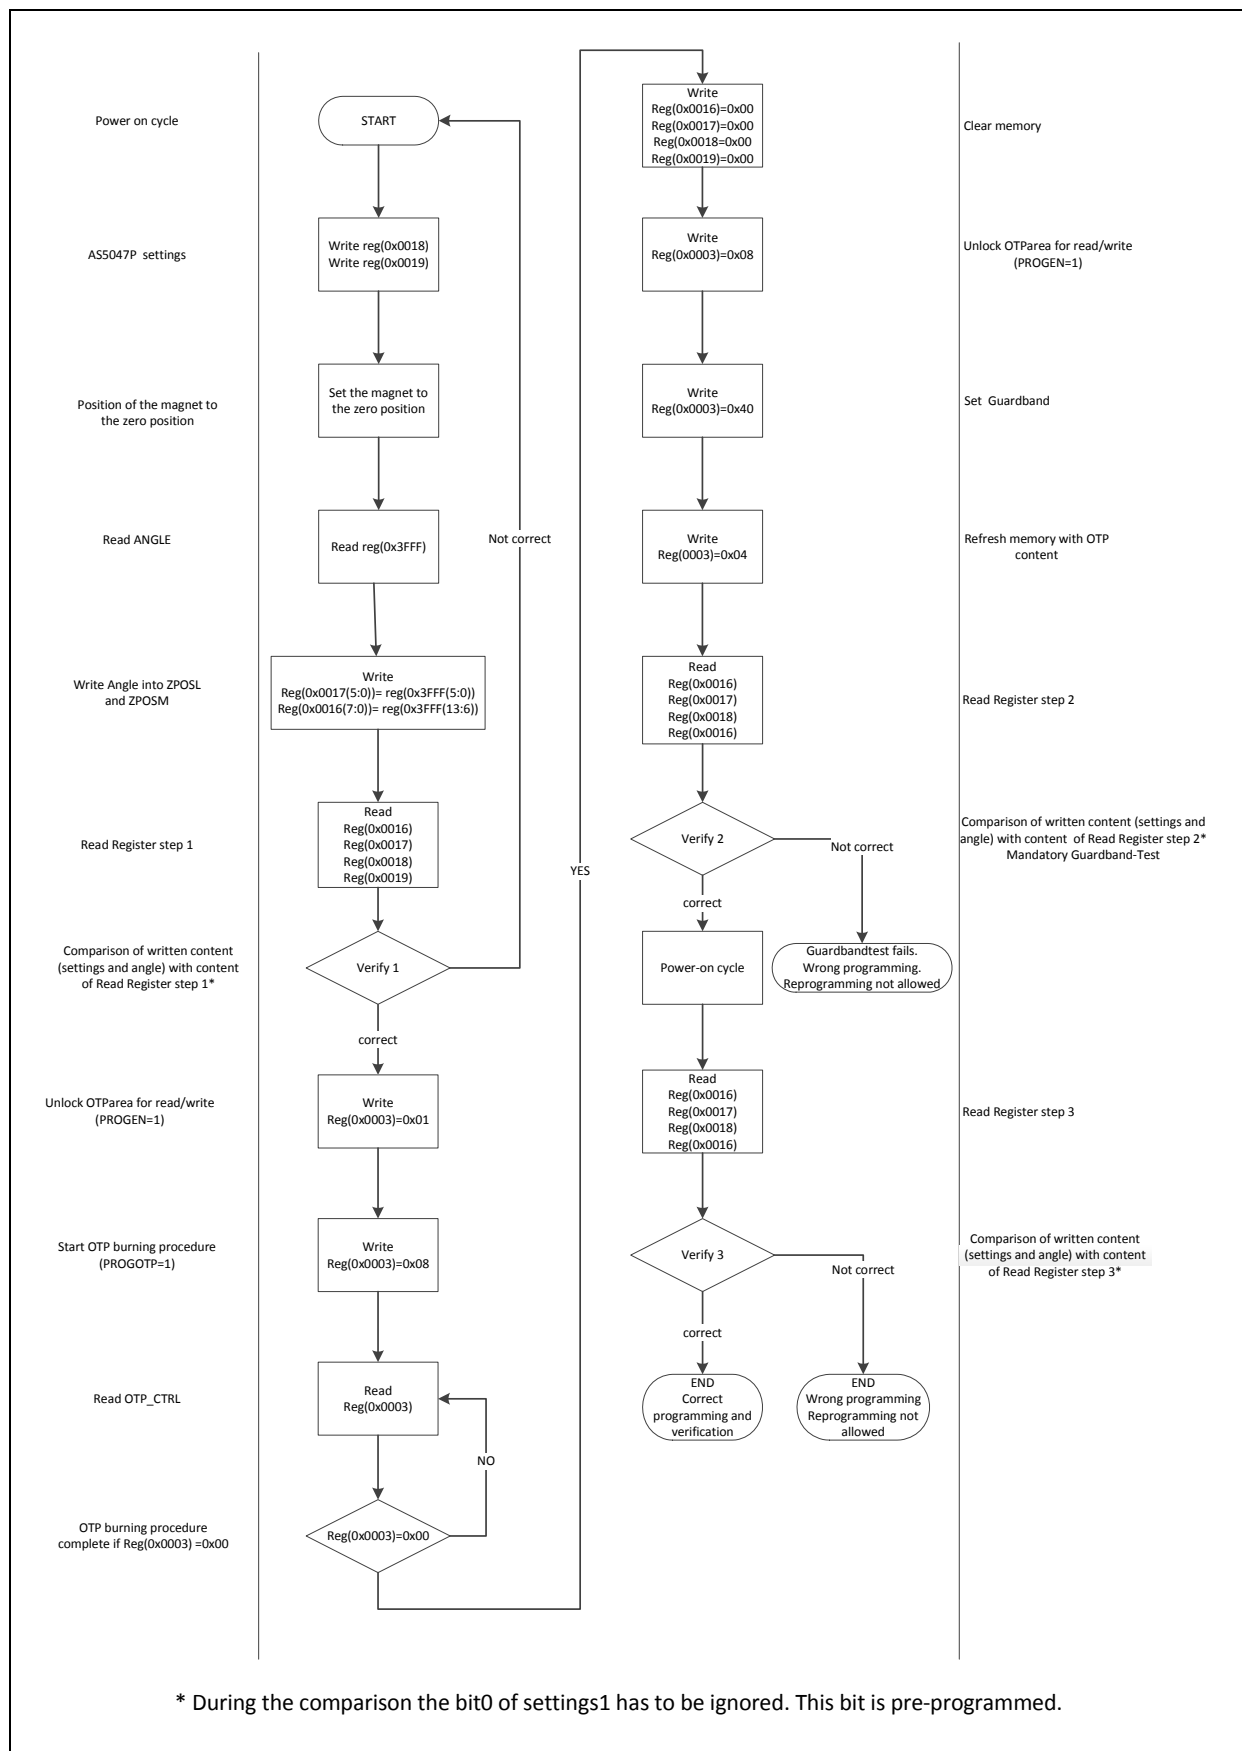 Power on cycle
START
AS5047P  settings
Write reg(0x0018)
Write reg(0x0019)
Position of the magnet to
the zero position
Set the magnet to
the zero position
Read ANGLE
Read reg(0x3FFF)
Not correct
Write Angle into ZPOSL
and ZPOSM
Write
Reg(0x0017(5:0))= reg(0x3FFF(5:0))
Reg(0x0016(7:0))= reg(0x3FFF(13:6))
Read Register step 1
Read
Reg(0x0016)
Reg(0x0017)
Reg(0x0018)
Reg(0x0019)
Comparison of written content
(settings and angle) with content
of Read Register step 1*
Verify 1
correct
Unlock OTParea for read/write
(PROGEN=1)
Write
Reg(0x0003)=0x01
Start OTP burning procedure
(PROGOTP=1)
Write
Reg(0x0003)=0x08
Read OTP_CTRL
Read
Reg(0x0003)
NO
OTP burning procedure
complete if Reg(0x0003) =0x00
Reg(0x0003)=0x00
YES
Write
Reg(0x0016)=0x00
Reg(0x0017)=0x00
Reg(0x0018=0x00
Reg(0x0019)=0x00
Clear memory
Write
Reg(0x0003)=0x08
Unlock OTParea for read/write
(PROGEN=1)
Write
Reg(0x0003)=0x40
Set  Guardband
Write
Reg(0003)=0x04
Refresh memory with OTP
content
Read
Reg(0x0016)
Reg(0x0017)
Reg(0x0018)
Reg(0x0016)
Read Register step 2
Verify 2
Not correct
Comparison of written content (settings and
angle) with content  of Read Register step 2*
Mandatory Guardband-Test
correct
Power-on cycle
Guardbandtest fails.
Wrong programming.
Reprogramming not allowed
Read
Reg(0x0016)
Reg(0x0017)
Reg(0x0018)
Reg(0x0016)
Read Register step 3
Verify 3
Not correct
Comparison of written content
(settings and angle) with content
of Read Register step 3*
correct
END
Correct
programming and
verification
END
Wrong programming
Reprogramming not
allowed
* During the comparison the bit0 of settings1 has to be ignored. This bit is pre-programmed.